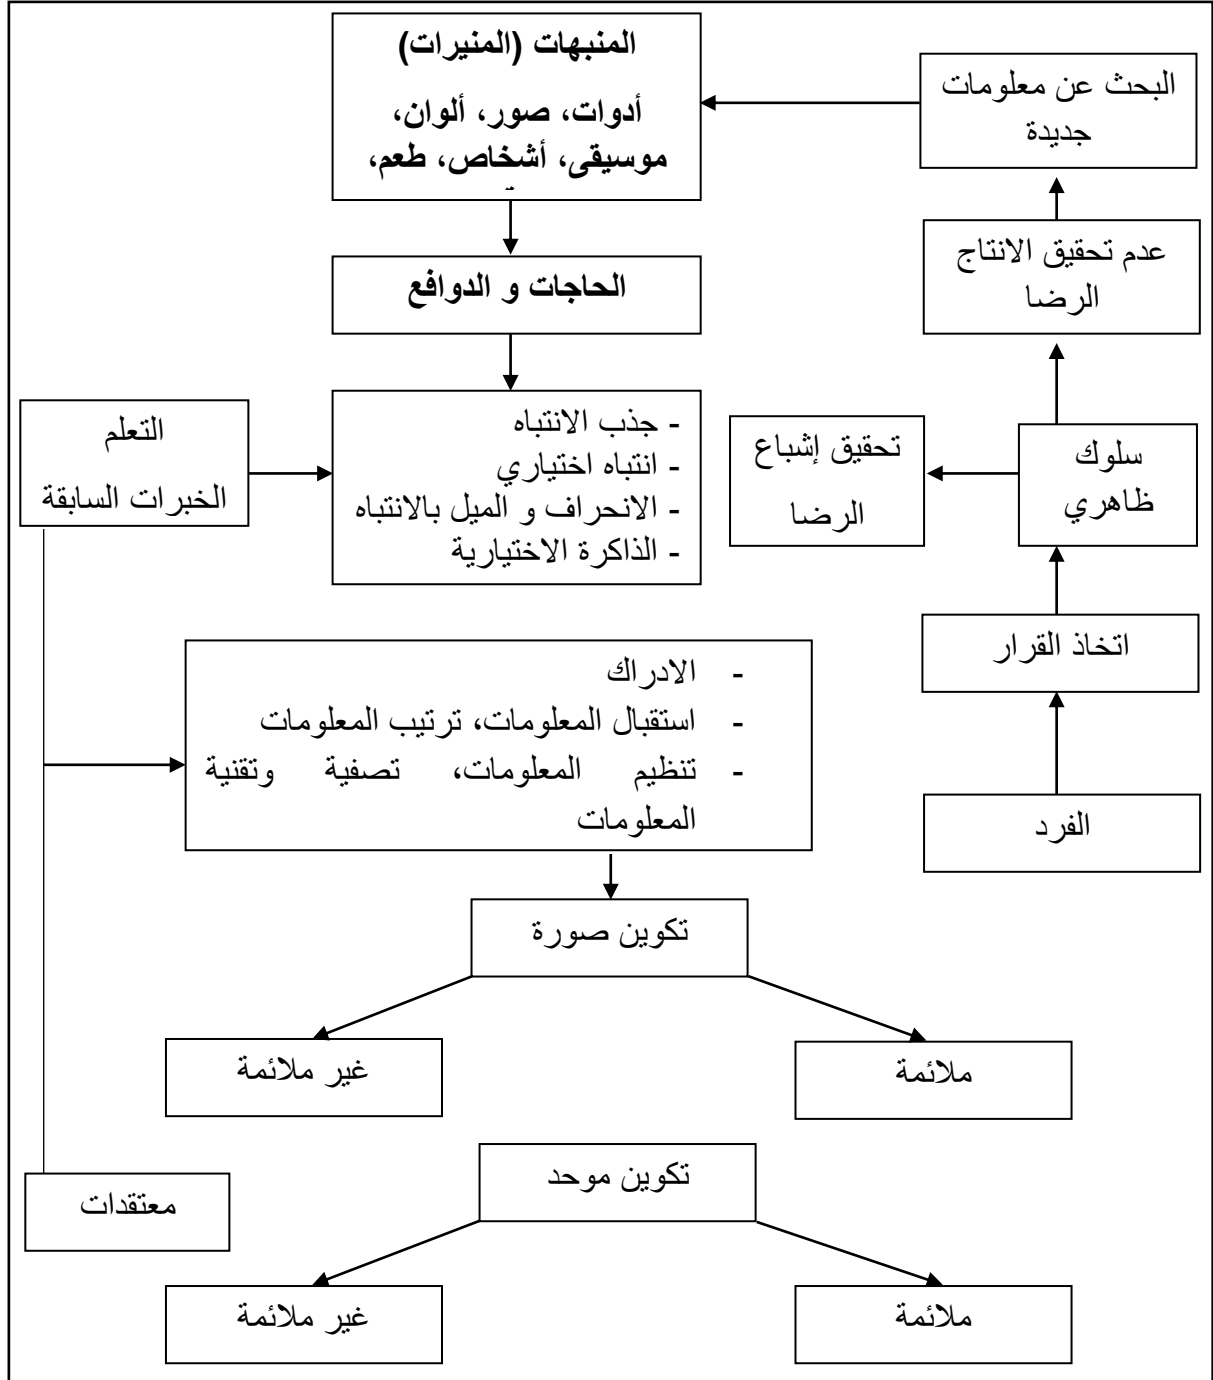 المنبهات (المنيرات)
أدوات، صور، ألوان،
موسيقى، أشخاص، طعم،
البحث عن معلومات
جديدة
عدم تحقيق الانتاج
الرضا
الحاجات و الدوافع
التعلم
الخبرات السابقة
- جذب الانتباه
- انتباه اختياري
- الانحراف و الميل بالانتباه
- الذاكرة الاختيارية
تحقيق إشباع
الرضا
سلوك
ظاهري
اتخاذ القرار
- الادراك
- استقبال المعلومات، ترتيب المعلومات
- تنظيم المعلومات، تصفية وتقنية
المعلومات
الفرد
تكوين صورة
ملائمة
غير ملائمة
تكوين موحد
معتقدات
ملائمة
غير ملائمة